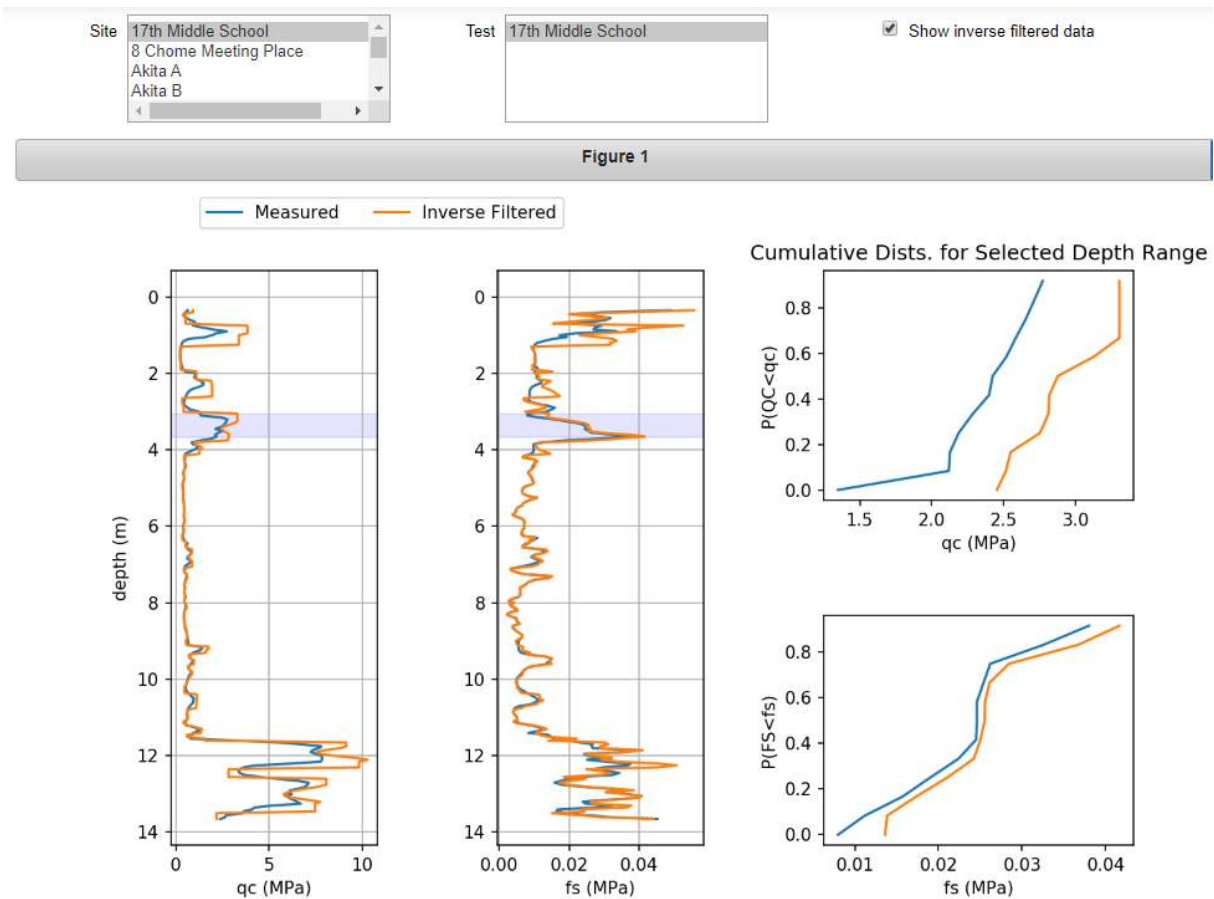 Site
17th Middle School
8 Chome Meeting Place
Akita A
Akita B
Test
17th Middle School
Show inverse filtered data
Figure 1
Measured
Inverse Filtered
depth (m)
0
2
4
6
8
10
12
14
0
5
10
qc (MPa)
0
2
4
6
8
10
12
14
0.00
0.02
0.04
fs (MPa)
Cumulative Dists. for Selected Depth Range
P(QC<qc)
0.8
0.6
0.4
0.2
0.0
1.5
2.0
2.5
3.0
qc (MPa)
P(FS<fs)
0.8
0.6
0.4
0.2
0.0
0.01
0.02
0.03
0.04
fs (MPa)